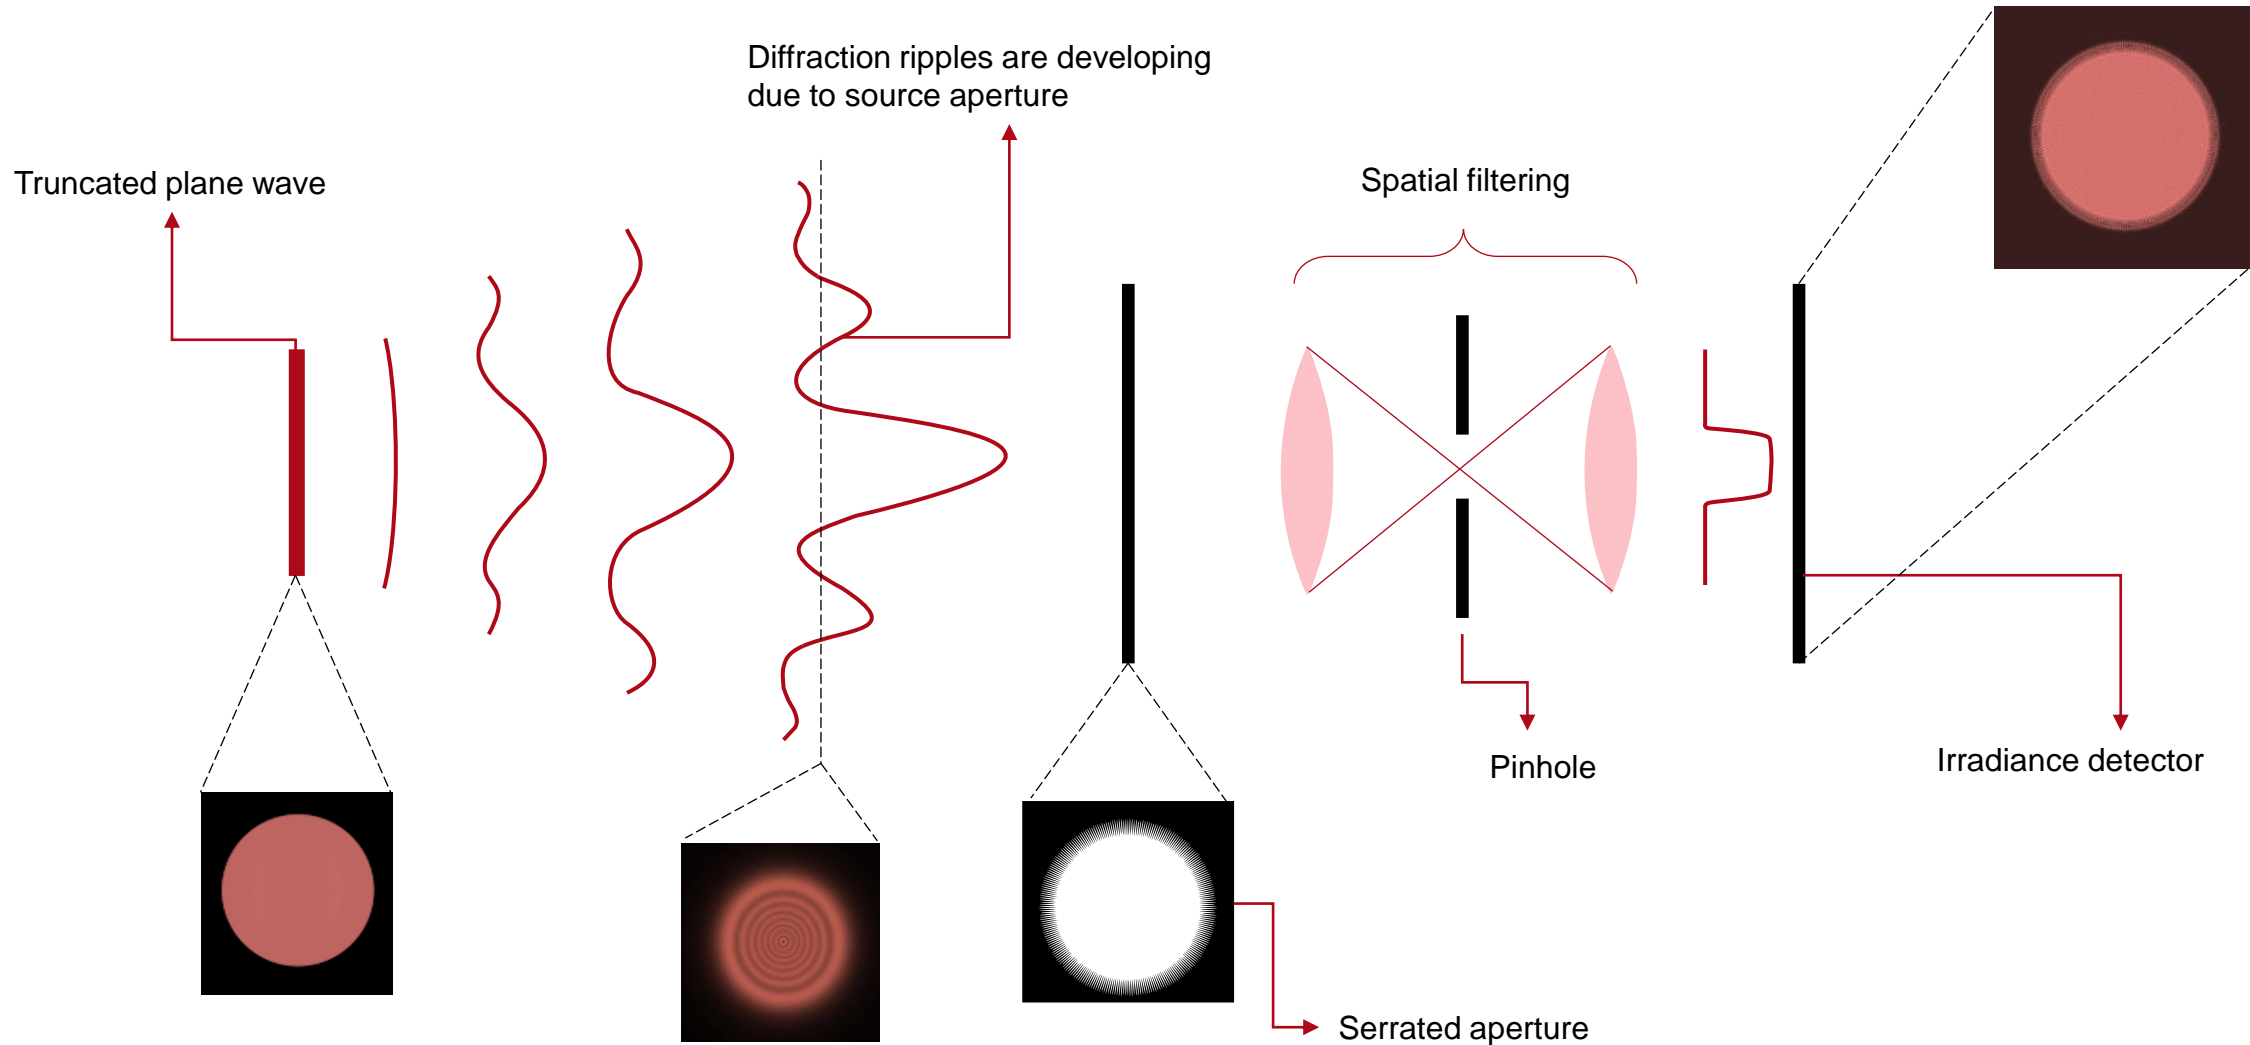 Diffraction ripples are developing
due to source aperture
Truncated plane wave
Spatial filtering
Pinhole
Irradiance detector
Serrated aperture